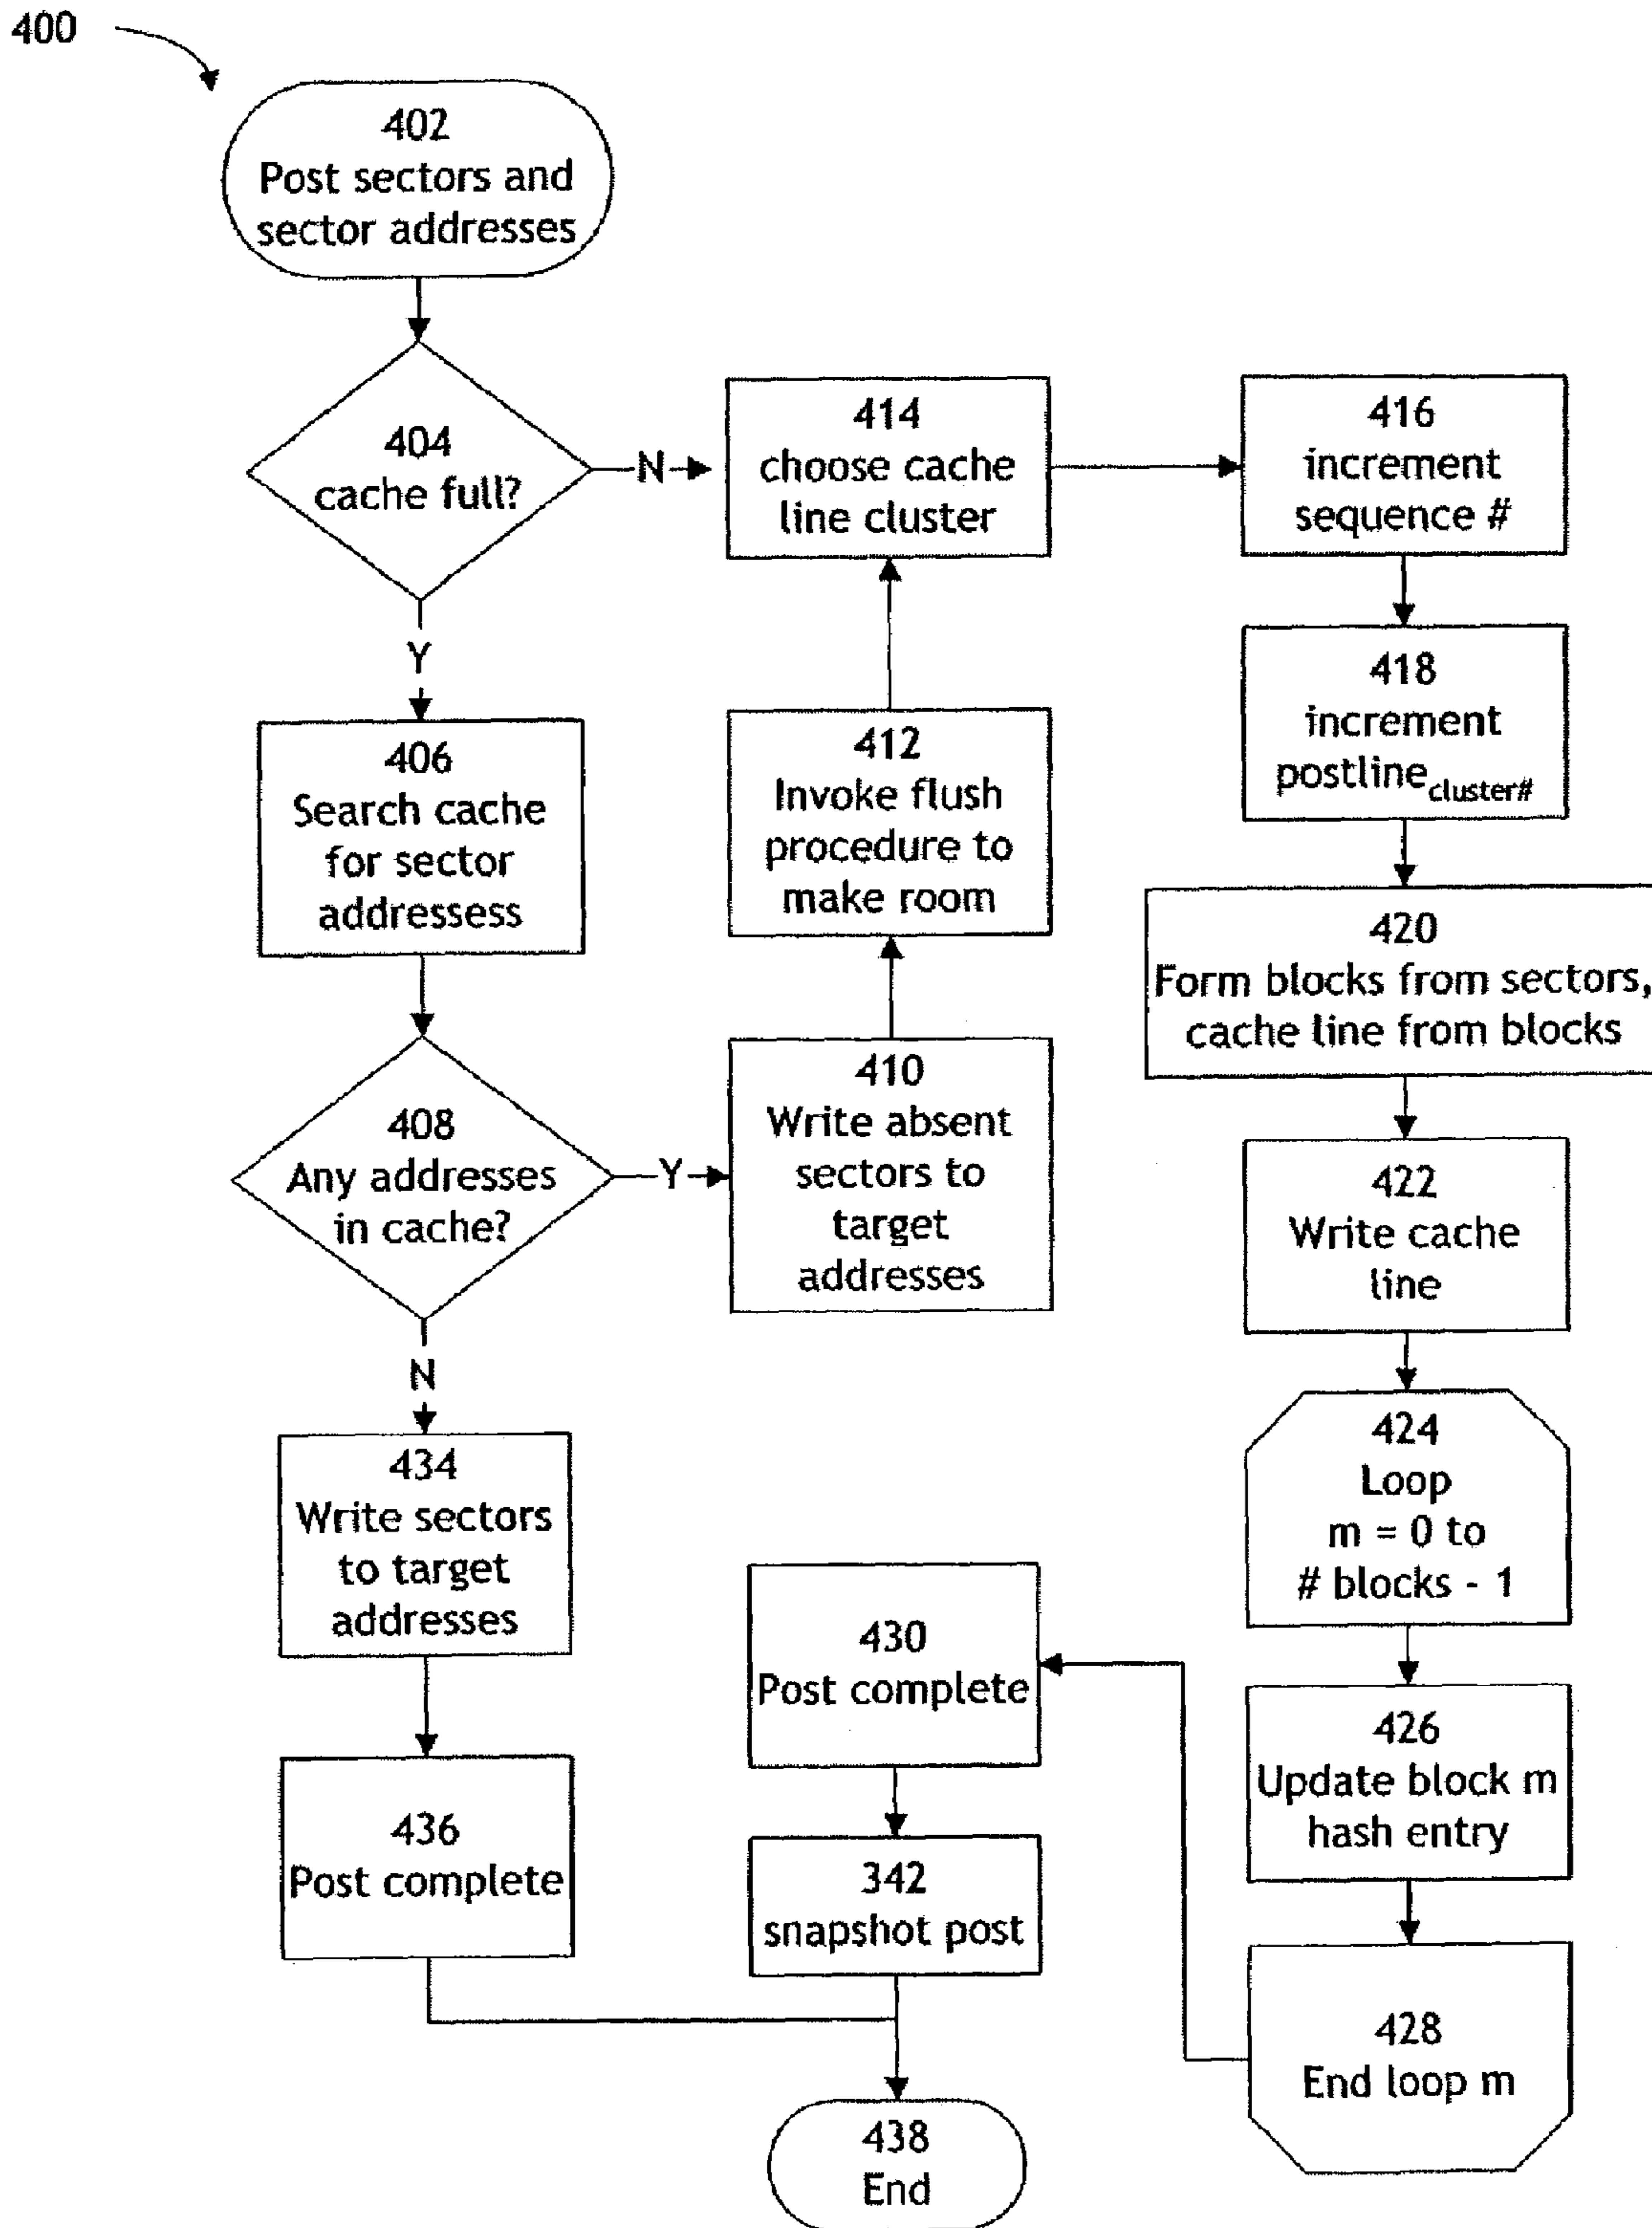 400
402
Post sectors and
sector addresses
404
cache full?
N
Y
414
choose cache
line cluster
416
increment
sequence #
418
increment
postline cluster#
406
Search cache
for sector
addressess
412
Invoke flush
procedure to
make room
420
Form blocks from sectors,
cache line from blocks
408
Any addresses
in cache?
Y
N
410
Write absent
sectors to
target
addresses
422
Write cache
line
424
Loop
m = 0 to
# blocks - 1
434
Write sectors
to target
addresses
430
Post complete
426
Update block m
hash entry
436
Post complete
342
snapshot post
428
End loop m
438
End